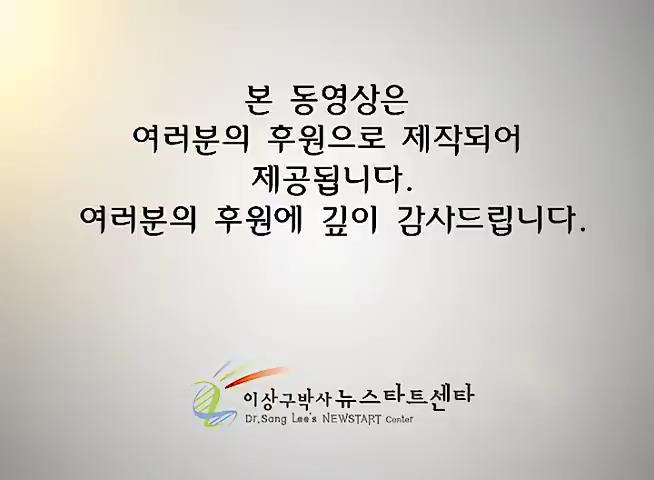 본 동영상은
여러분의 후원으로 제작되어
제공됩니다.
여러분의 후원에 깊이 감사드립니다.
이상구박사 뉴스타트센타
Dr.Sang Lee's NEWSTART Center